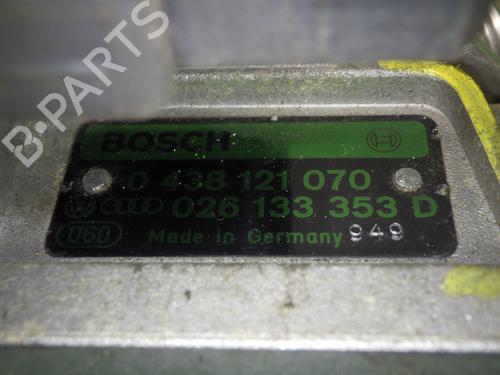 B-PARTS
BOSCH
0 438 121 070
026 133 353 D
060 Made in Germany 949